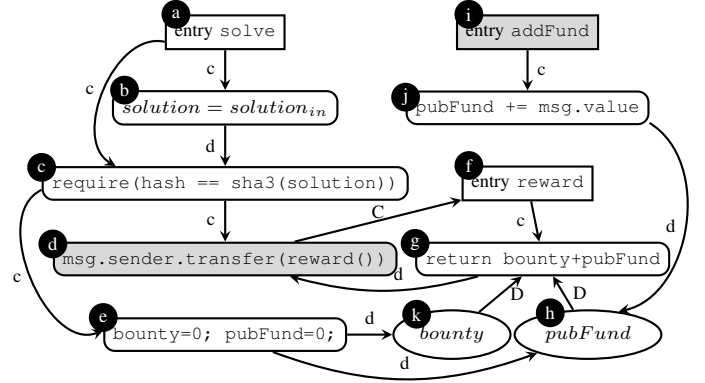 a
entry solve
i
entry addFund
c
c
c
b
solution = solution_in
j
pubFund += msg.value
d
c
require(hash == sha3(solution))
f
entry reward
C
c
c
d
d
msg.sender.transfer(reward())
g
return bounty+pubFund
d
c
D
D
e
bounty=0; pubFund=0;
d
k
bounty
h
pubFund
d